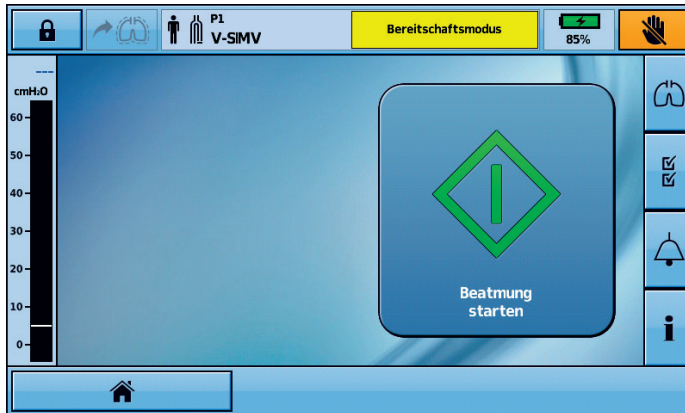 P1
V-SIMV
Bereitschaftsmodus
85%
---
cmH₂O
60
50
40
30
20
10
0
Beatmung
starten
i